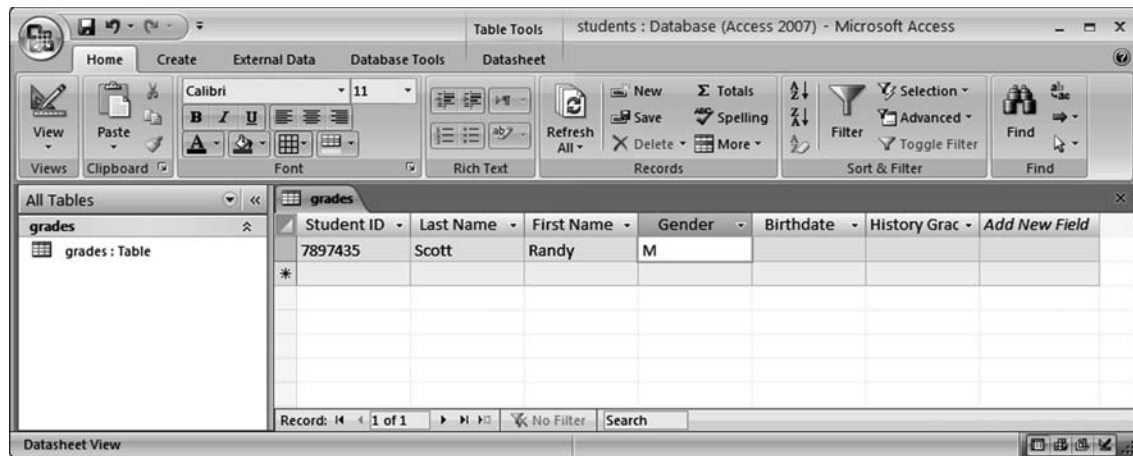 Table Tools students : Database (Access 2007) - Microsoft Access
Home Create External Data Database Tools Datasheet
View
Views
Paste
Clipboard
Calibri 11
B I U
A
Font
Rich Text
Refresh
All
New Σ Totals
Save Spelling
Delete More
Records
Filter
Selection
Advanced
Toggle Filter
Sort & Filter
Find
Find
All Tables
grades
grades : Table
grades
Student ID Last Name First Name Gender Birthdate History Grac Add New Field
7897435 Scott Randy M
Record: 1 of 1 No Filter Search
Datasheet View